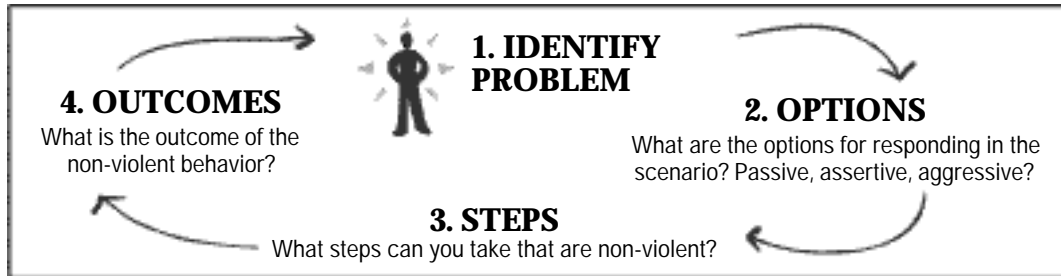 1. IDENTIFY
PROBLEM
2. OPTIONS
What are the options for responding in the
scenario? Passive, assertive, aggressive?
3. STEPS
What steps can you take that are non-violent?
4. OUTCOMES
What is the outcome of the
non-violent behavior?